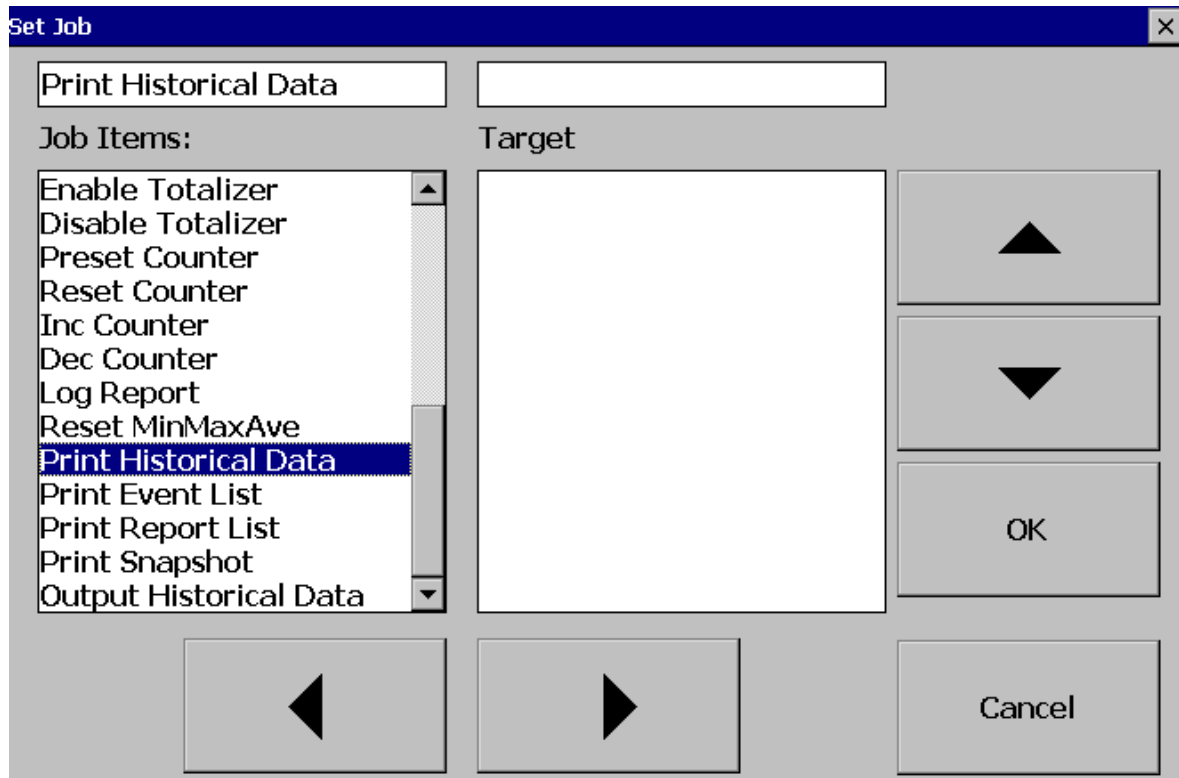 Set Job
Print Historical Data
Job Items:
Target
Enable Totalizer
Disable Totalizer
Preset Counter
Reset Counter
Inc Counter
Dec Counter
Log Report
Reset MinMaxAve
Print Historical Data
Print Event List
Print Report List
Print Snapshot
Output Historical Data
OK
Cancel